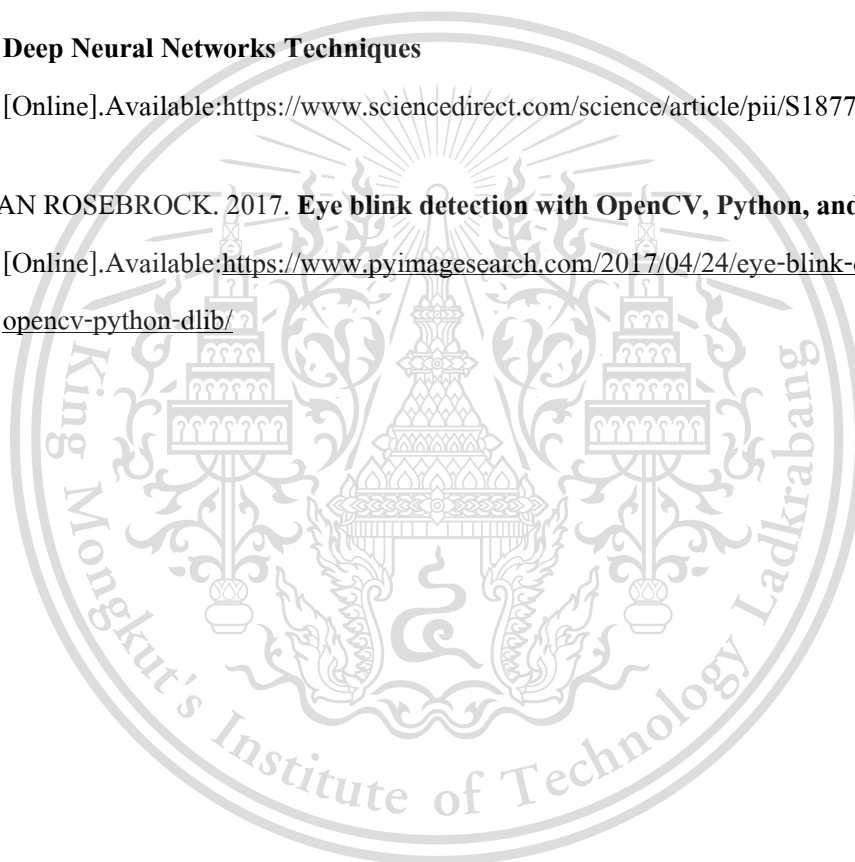 Deep Neural Networks Techniques
[Online].Available:https://www.sciencedirect.com/science/article/pii/S1877
AN ROSEBROCK. 2017. Eye blink detection with OpenCV, Python, and
[Online].Available:https://www.pyimagesearch.com/2017/04/24/eye-blink-
opencv-python-dlib/
King Mongkut's Institute of Technology Ladkrabang